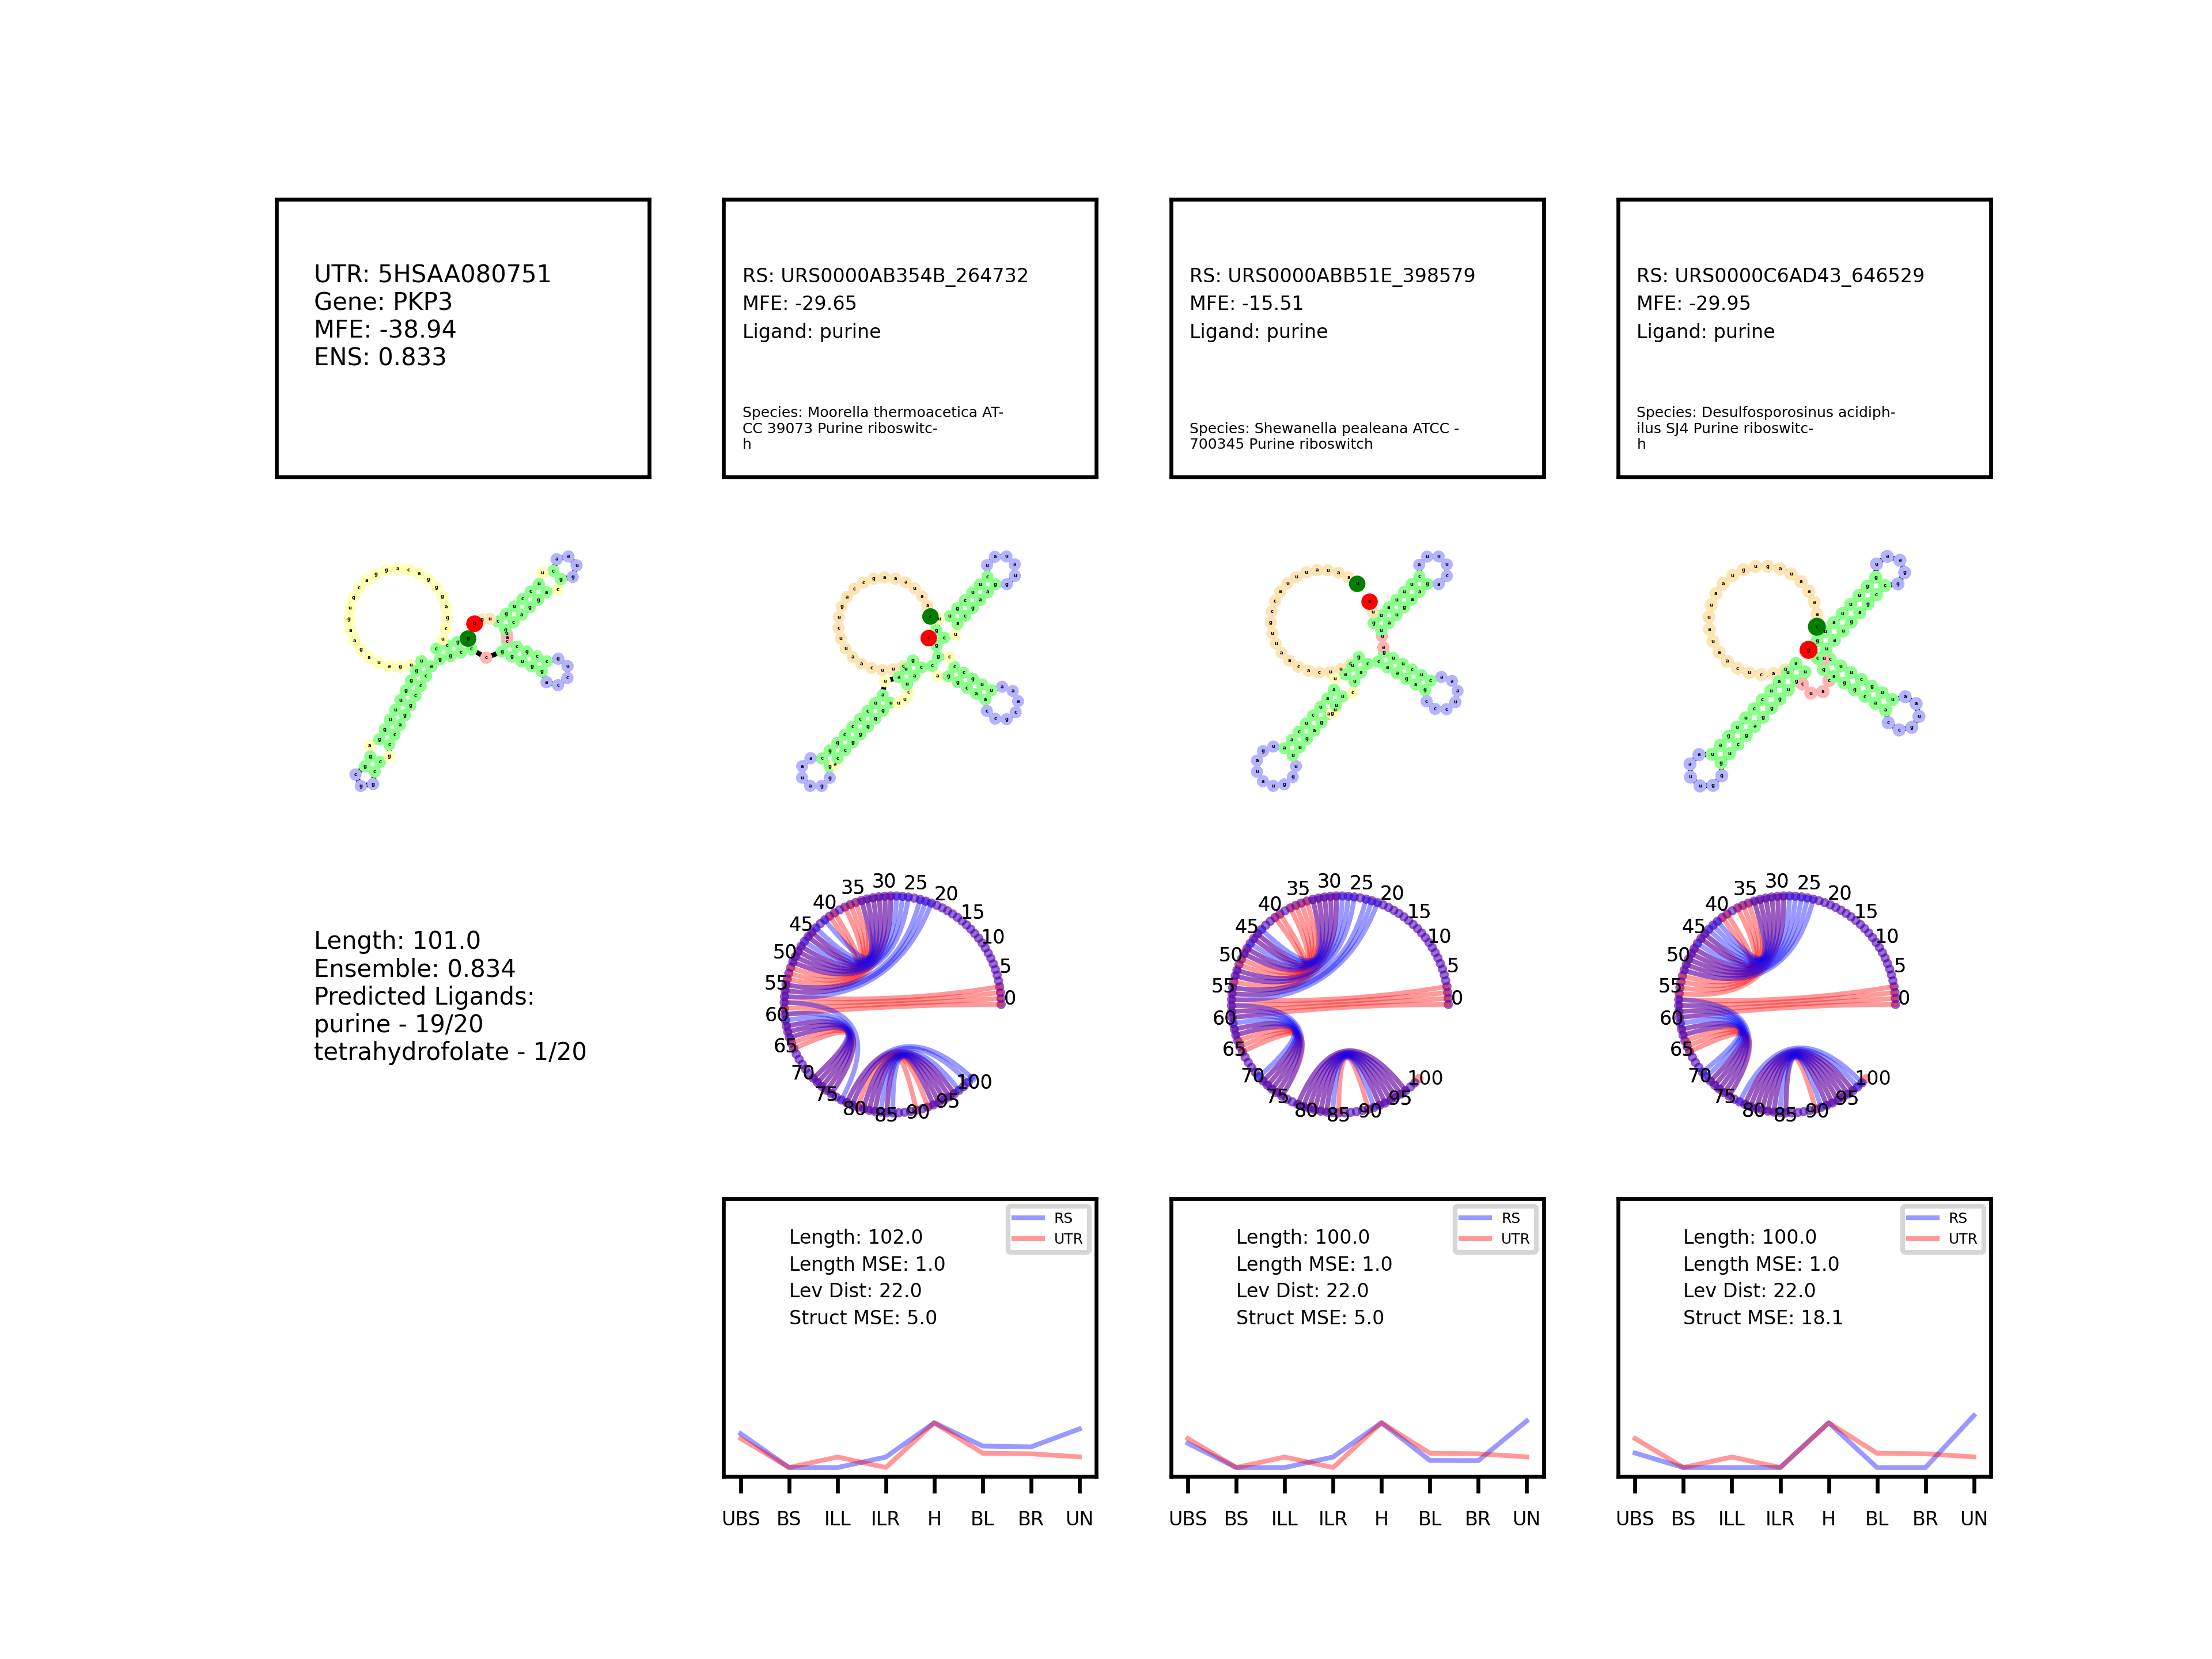 UTR: 5HSAA080751
Gene: PKP3
MFE: -38.94
ENS: 0.833
RS: URS0000AB354B_264732
MFE: -29.65
Ligand: purine
Species: Moorella thermoacetica AT-
CC 39073 Purine riboswitc-
h
RS: URS0000ABB51E_398579
MFE: -15.51
Ligand: purine
Species: Shewanella pealeana ATCC -
700345 Purine riboswitch
RS: URS0000C6AD43_646529
MFE: -29.95
Ligand: purine
Species: Desulfosporosinus acidiph-
ilus SJ4 Purine riboswitc-
h
Length: 101.0
Ensemble: 0.834
Predicted Ligands:
purine - 19/20
tetrahydrofolate - 1/20
0
5
10
15
20
25
30
35
40
45
50
55
60
65
70
75
80
85
90
95
100
0
5
10
15
20
25
30
35
40
45
50
55
60
65
70
75
80
85
90
95
100
0
5
10
15
20
25
30
35
40
45
50
55
60
65
70
75
80
85
90
95
100
RS
UTR
Length: 102.0
Length MSE: 1.0
Lev Dist: 22.0
Struct MSE: 5.0
UBS BS ILL ILR H BL BR UN
RS
UTR
Length: 100.0
Length MSE: 1.0
Lev Dist: 22.0
Struct MSE: 5.0
UBS BS ILL ILR H BL BR UN
RS
UTR
Length: 100.0
Length MSE: 1.0
Lev Dist: 22.0
Struct MSE: 18.1
UBS BS ILL ILR H BL BR UN